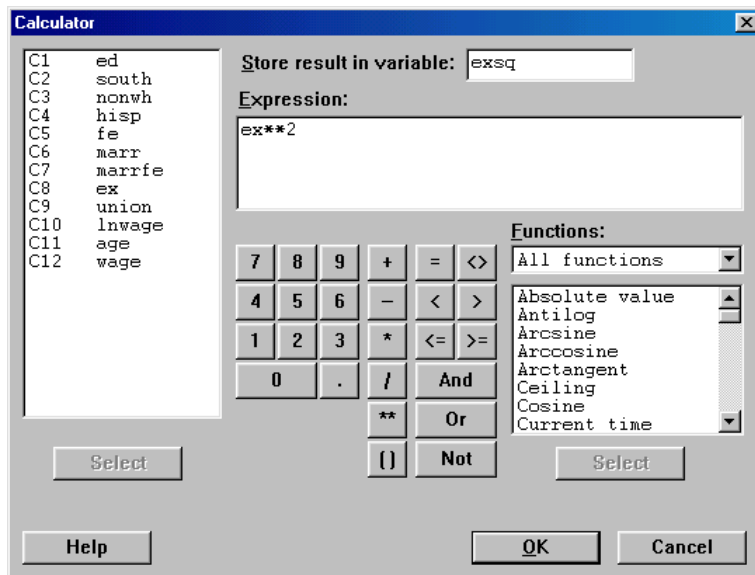 Calculator
C1 ed
C2 south
C3 nonwh
C4 hisp
C5 fe
C6 marr
C7 marrfe
C8 ex
C9 union
C10 lnwage
C11 age
C12 wage
Select
Store result in variable: exsq
Expression:
ex**2
7 8 9 + = <>
4 5 6 – < >
1 2 3 * <= >=
0 . / And
** Or
() Not
Functions:
All functions
Absolute value
Antilog
Arcsine
Arccosine
Arctangent
Ceiling
Cosine
Current time
Select
Help
OK
Cancel